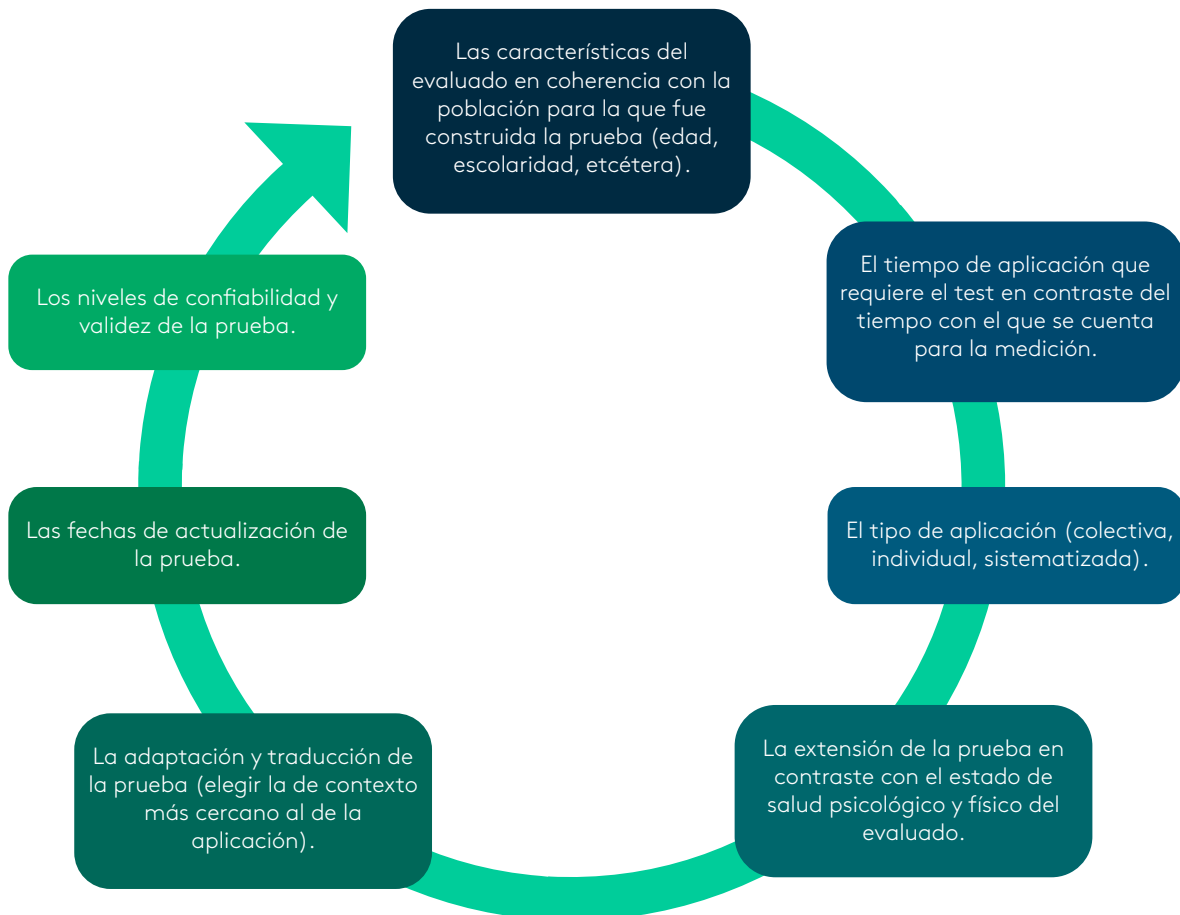 Las características del
evaluado en coherencia con la
población para la que fue
construida la prueba (edad,
escolaridad, etcétera).
El tiempo de aplicación que
requiere el test en contraste del
tiempo con el que se cuenta
para la medición.
El tipo de aplicación (colectiva,
individual, sistematizada).
La extensión de la prueba en
contraste con el estado de
salud psicológico y físico del
evaluado.
La adaptación y traducción de
la prueba (elegir la de contexto
más cercano al de la
aplicación).
Las fechas de actualización de
la prueba.
Los niveles de confiabilidad y
validez de la prueba.